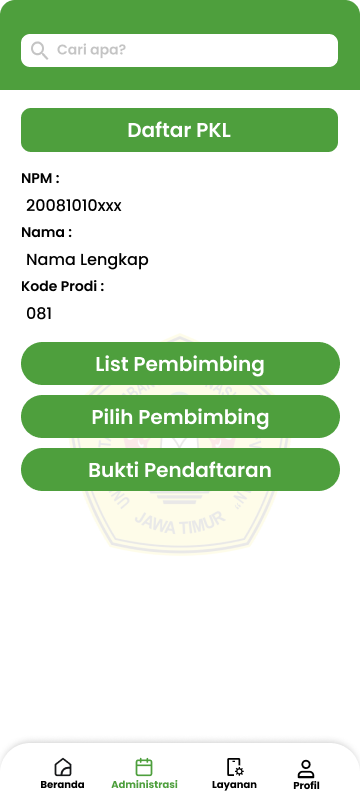 Cari apa?
Daftar PKL
NPM :
20081010xxx
Nama :
Nama Lengkap
Kode Prodi :
081
List Pembimbing
Pilih Pembimbing
Bukti Pendaftaran
JAWA TIMUR
Beranda
Administrasi
Layanan
Profil